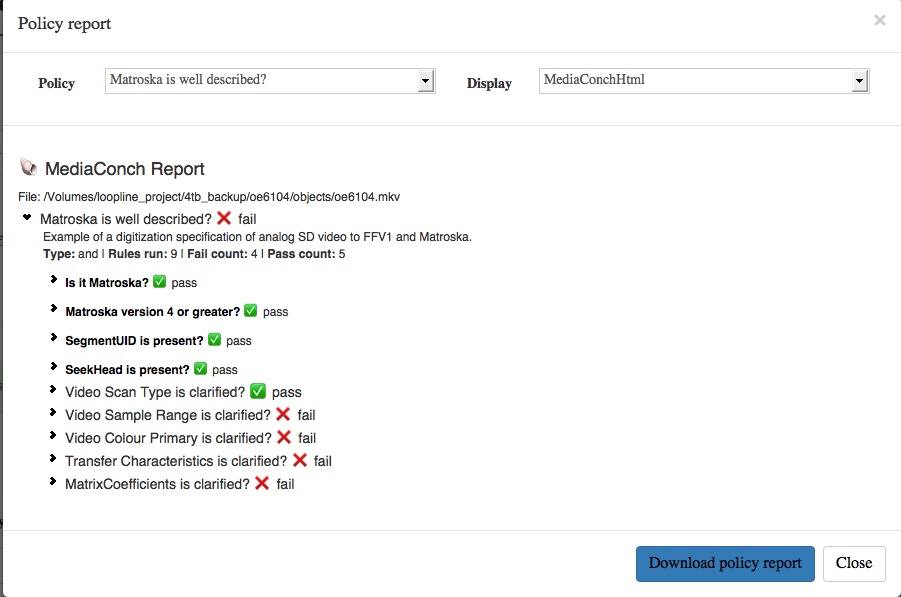 Policy report
×
Policy Matroska is well described? Display MediaConchHtml
MediaConch Report
File: /Volumes/loopline_project/4tb_backup/oe6104/objects/oe6104.mkv
Matroska is well described? ❌ fail
Example of a digitization specification of analog SD video to FFV1 and Matroska.
Type: and | Rules run: 9 | Fail count: 4 | Pass count: 5
Is it Matroska? ✅ pass
Matroska version 4 or greater? ✅ pass
SegmentUID is present? ✅ pass
SeekHead is present? ✅ pass
Video Scan Type is clarified? ✅ pass
Video Sample Range is clarified? ❌ fail
Video Colour Primary is clarified? ❌ fail
Transfer Characteristics is clarified? ❌ fail
MatrixCoefficients is clarified? ❌ fail
Download policy report Close